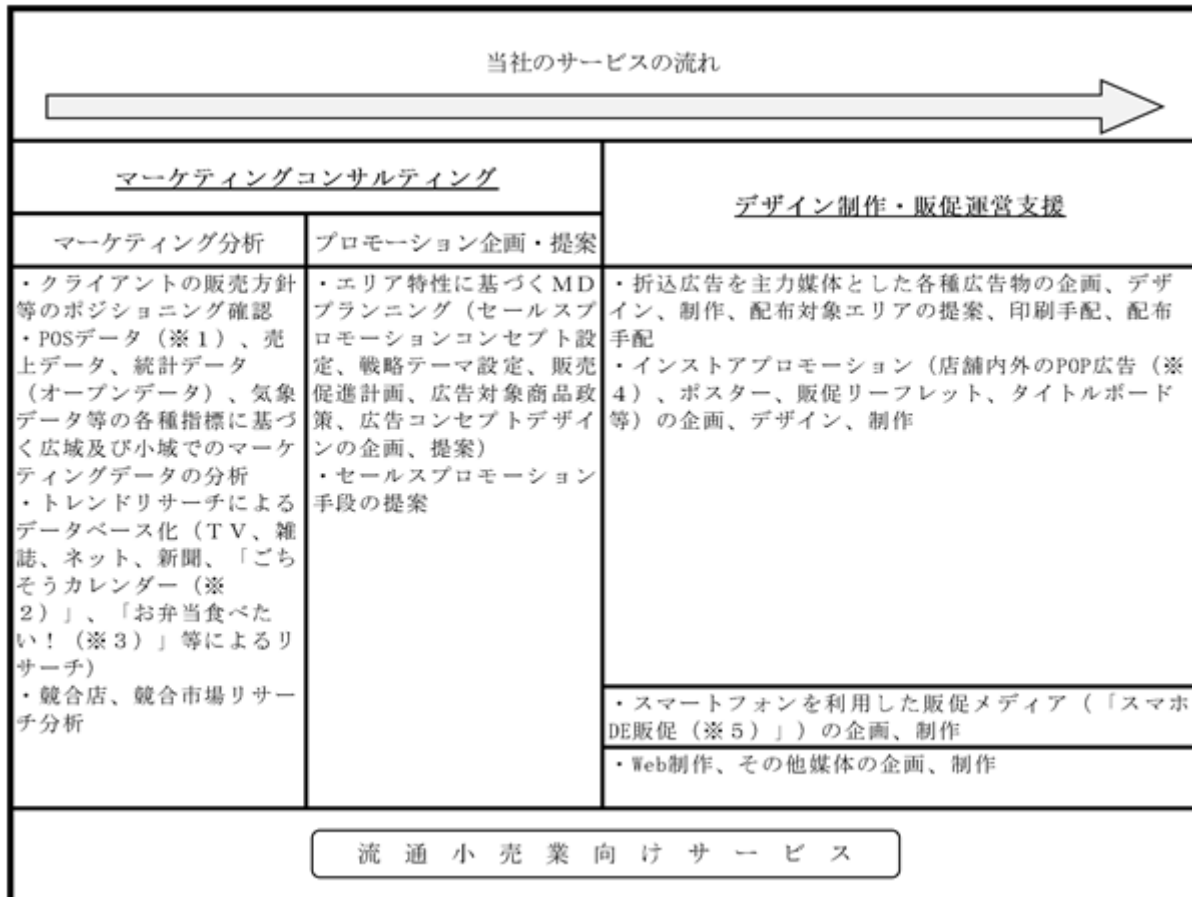 当社のサービスの流れ
マーケティングコンサルティング
デザイン制作・販促運営支援
マーケティング分析
プロモーション企画・提案
・クライアントの販売方針
等のポジショニング確認
・POSデータ（※１）、売
上データ、統計データ
（オープンデータ）、気象
データ等の各種指標に基づ
く広域及び小域でのマーケ
ティングデータの分析
・トレンドリサーチによる
データベース化（ＴＶ、雑
誌、ネット、新聞、「ごち
そうカレンダー（※
２）」、「お弁当食べた
い！（※３）」等によるリ
サーチ）
・競合店、競合市場リサー
チ分析
・エリア特性に基づくＭＤ
プランニング（セールスプ
ロモーションコンセプト設
定、戦略テーマ設定、販売
促進計画、広告対象商品政
策、広告コンセプトデザイ
ンの企画、提案）
・セールスプロモーション
手段の提案
・折込広告を主力媒体とした各種広告物の企画、デザ
イン、制作、配布対象エリアの提案、印刷手配、配布
手配
・インストアプロモーション（店舗内外のPOP広告（※
４）、ポスター、販促リーフレット、タイトルボード
等）の企画、デザイン、制作
・スマートフォンを利用した販促メディア（「スマホ
DE販促（※５）」）の企画、制作
・Web制作、その他媒体の企画、制作
流通小売業向けサービス